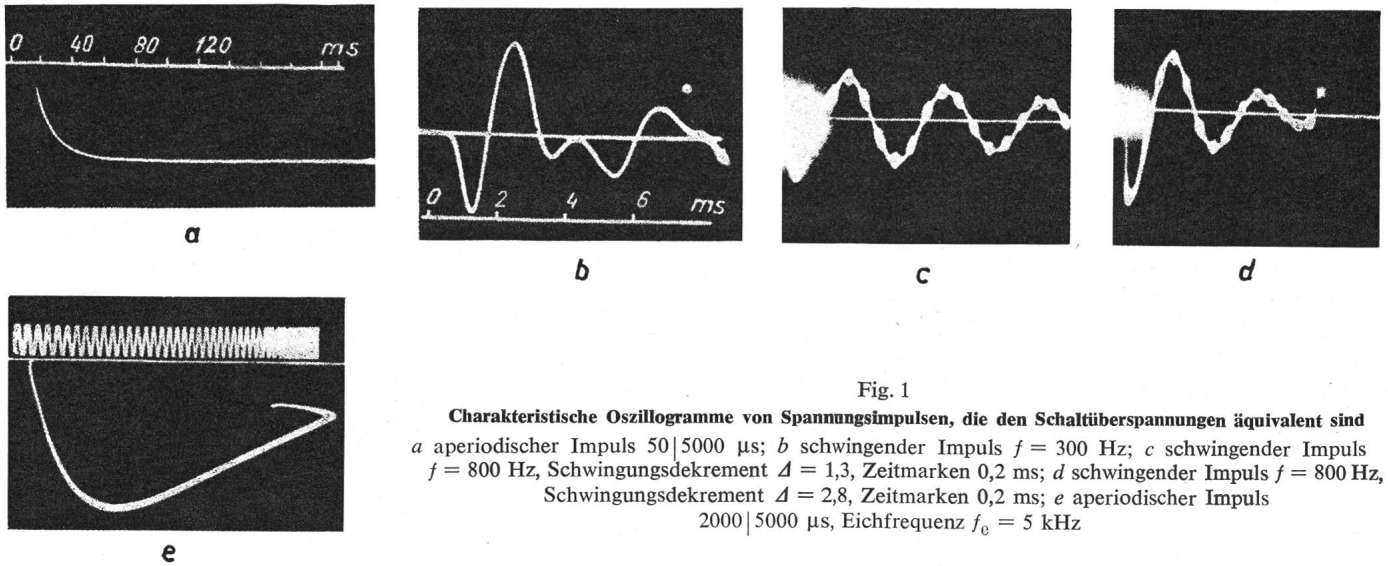 0 40 80 120 ms
a
0 2 4 6 ms
b
c
d
e
Fig. 1
Charakteristische Oszillogramme von Spannungsimpulsen, die den Schaltüberspannungen äquivalent sind
a aperiodischer Impuls 50|5000 μs; b schwingender Impuls f = 300 Hz; c schwingender Impuls
f = 800 Hz, Schwingungsdekrement Δ = 1,3, Zeitmarken 0,2 ms; d schwingender Impuls f = 800 Hz,
Schwingungsdekrement Δ = 2,8, Zeitmarken 0,2 ms; e aperiodischer Impuls
2000|5000 μs, Eichfrequenz fe = 5 kHz